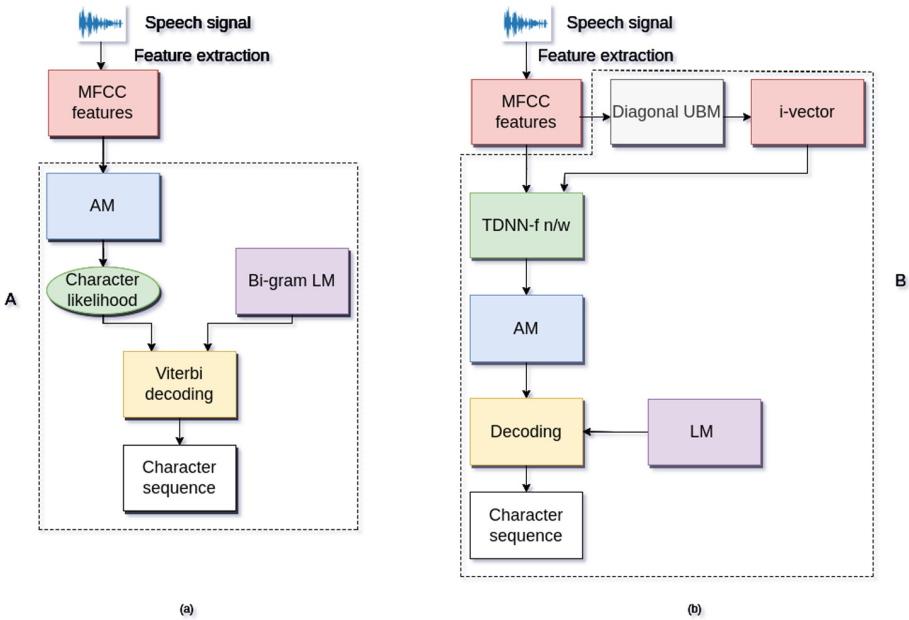 Speech signal
Feature extraction
MFCC
features
AM
Character
likelihood
Bi-gram LM
Viterbi
decoding
Character
sequence
A
(a)
Speech signal
Feature extraction
MFCC
features
Diagonal UBM
i-vector
TDNN-f n/w
AM
Decoding
LM
Character
sequence
B
(b)